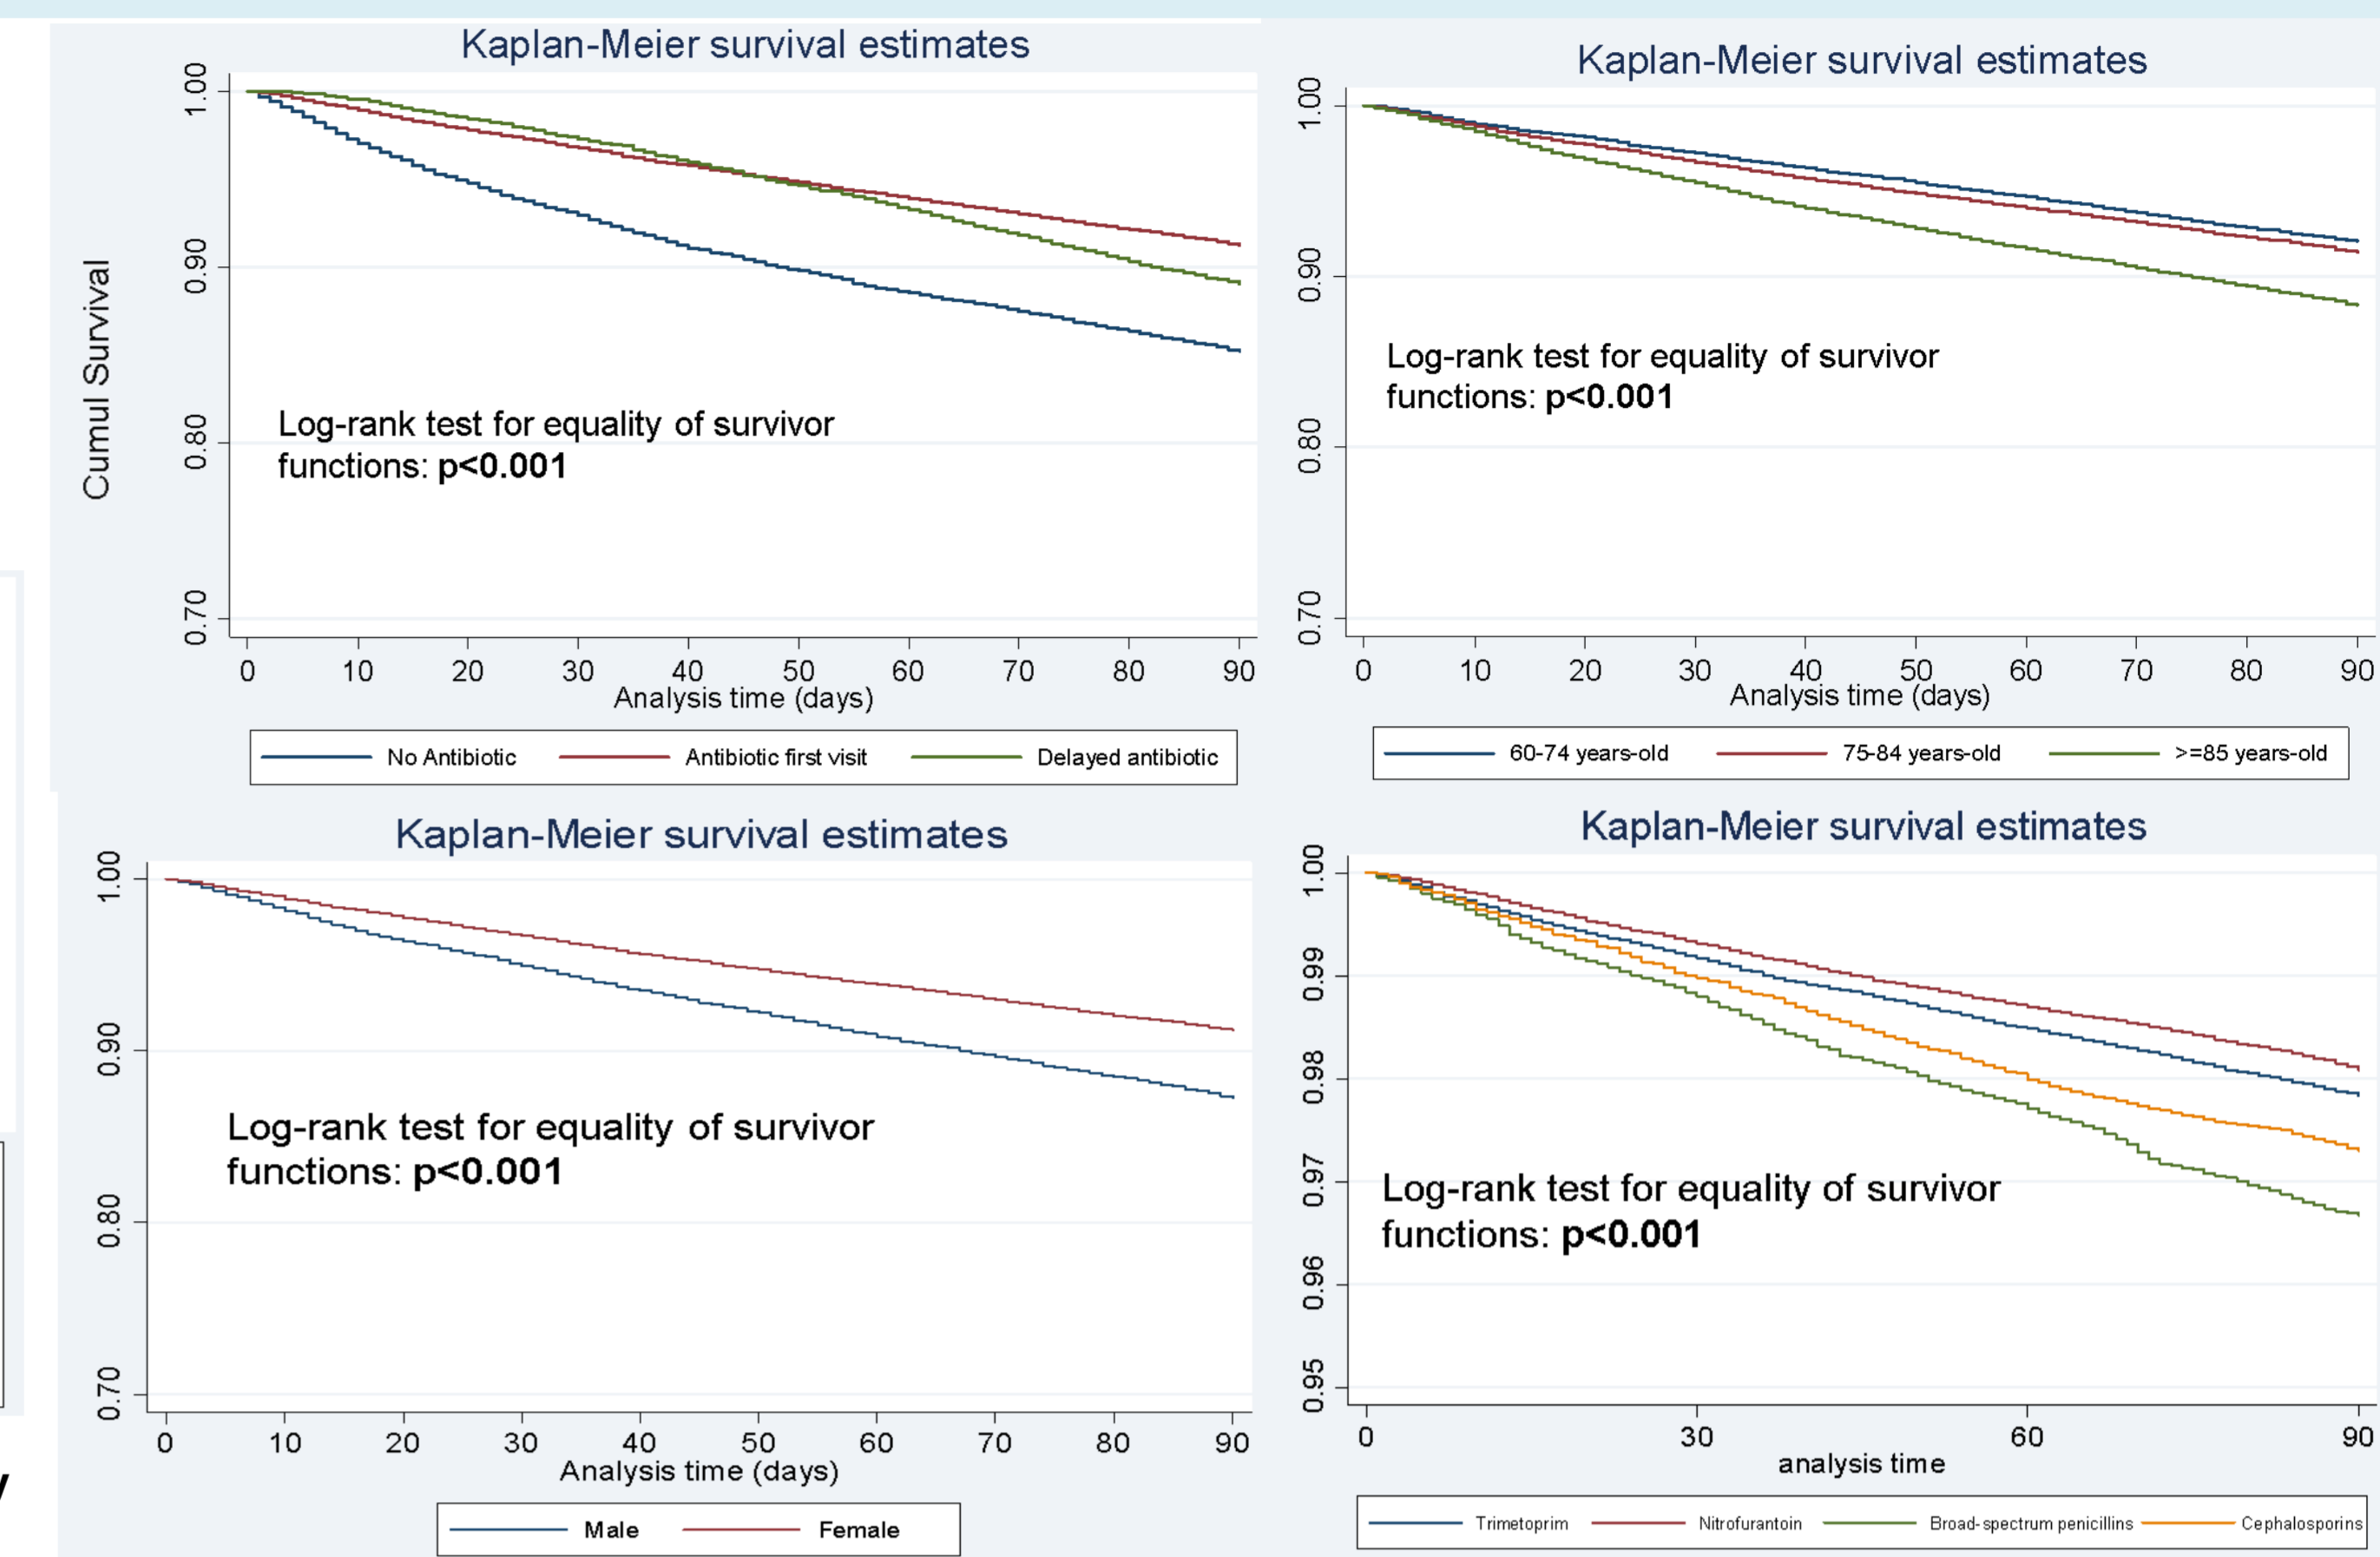 Kaplan-Meier survival estimates
1.00
0.90
0.80
0.70
Cumul Survival
Log-rank test for equality of survivor
functions: p<0.001
0 10 20 30 40 50 60 70 80 90
Analysis time (days)
No Antibiotic Antibiotic first visit Delayed antibiotic
Kaplan-Meier survival estimates
1.00
0.90
0.80
0.70
Log-rank test for equality of survivor
functions: p<0.001
0 10 20 30 40 50 60 70 80 90
Analysis time (days)
60-74 years-old 75-84 years-old >=85 years-old
Kaplan-Meier survival estimates
1.00
0.90
0.80
0.70
Log-rank test for equality of survivor
functions: p<0.001
0 10 20 30 40 50 60 70 80 90
Analysis time (days)
Male Female
Kaplan-Meier survival estimates
1.00
0.99
0.98
0.97
0.96
0.95
Log-rank test for equality of survivor
functions: p<0.001
0 30 60 90
analysis time
Trimetoprim Nitrofurantoin Broad-spectrum penicillins Cephalosporins